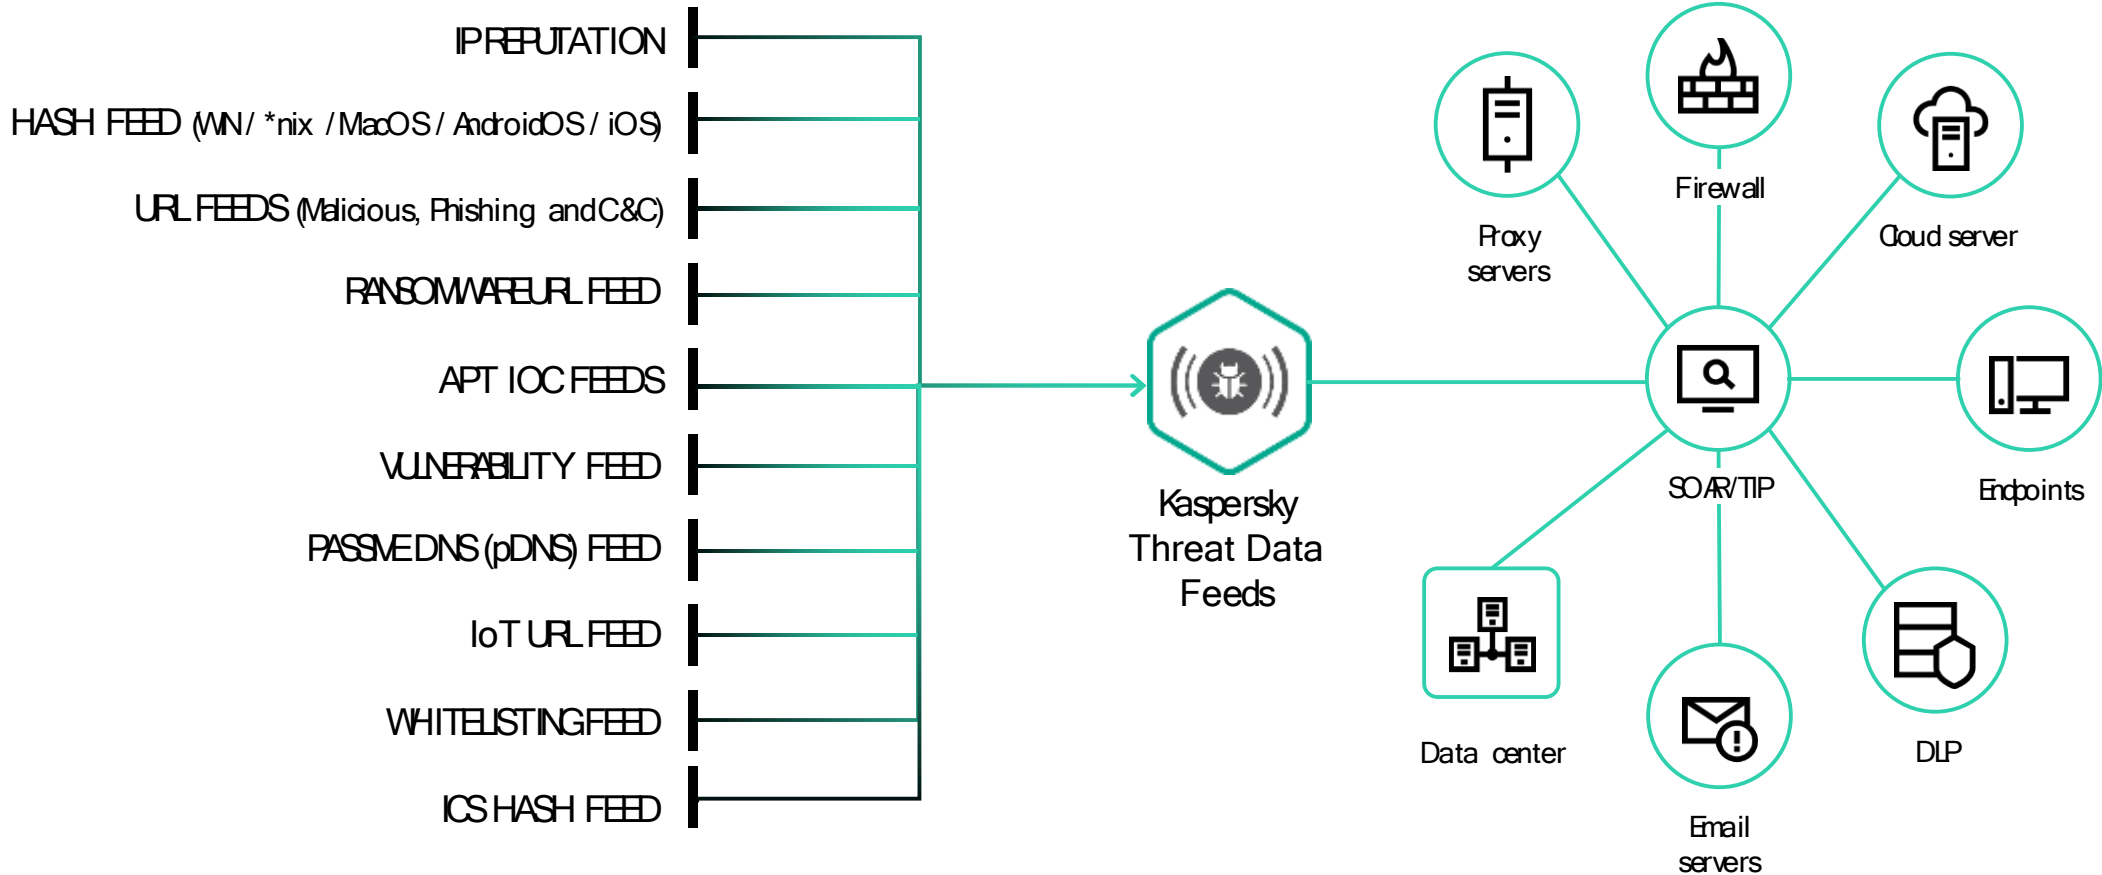 IP REPUTATION
HASH FEED (WIN / *nix / MacOS / AndroidOS / iOS)
URL FEEDS (Malicious, Phishing and C&C)
RANSOMWARE URL FEED
APT IOC FEEDS
VULNERABILITY FEED
PASSIVE DNS (pDNS) FEED
IoT URL FEED
WHITELISTING FEED
ICS HASH FEED
Kaspersky
Threat Data
Feeds
Proxy
servers
Firewall
Cloud server
SOAR/TIP
Endpoints
Data center
Email
servers
DLP